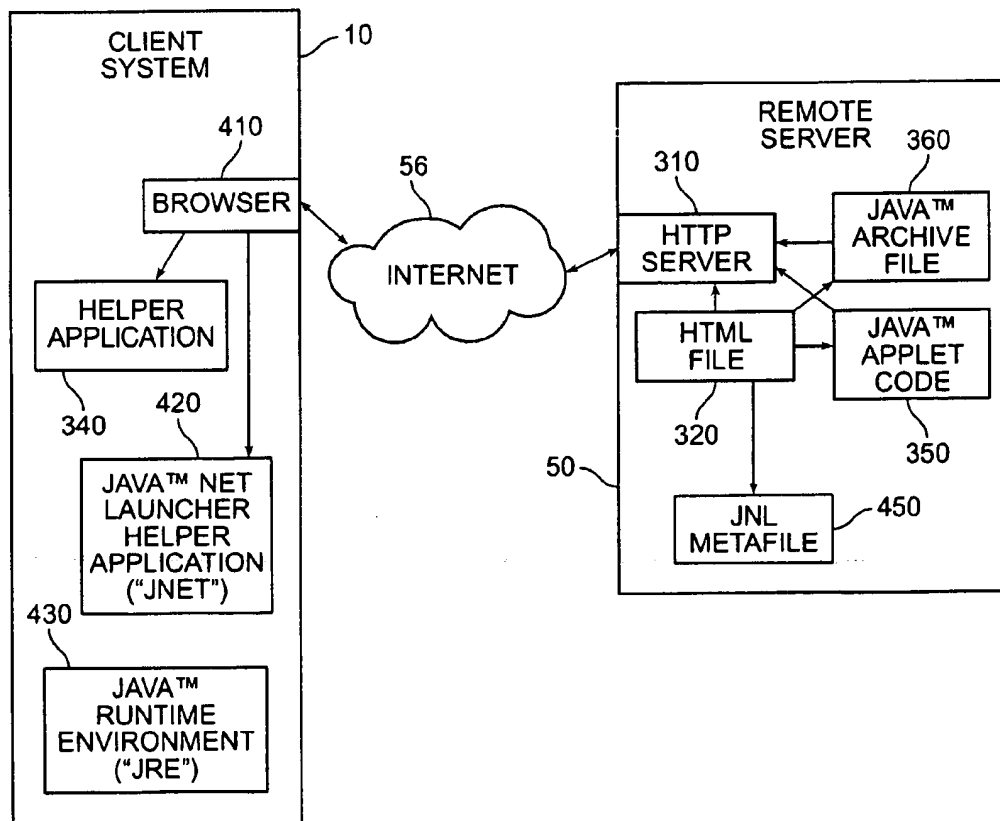 CLIENT
SYSTEM
10
410
BROWSER
HELPER
APPLICATION
340
420
JAVA™ NET
LAUNCHER
HELPER
APPLICATION
("JNET")
430
JAVA™
RUNTIME
ENVIRONMENT
("JRE")
56
INTERNET
REMOTE
SERVER
310
360
HTTP
SERVER
JAVA™
ARCHIVE
FILE
HTML
FILE
JAVA™
APPLET
CODE
320
350
50
450
JNL
METAFILE